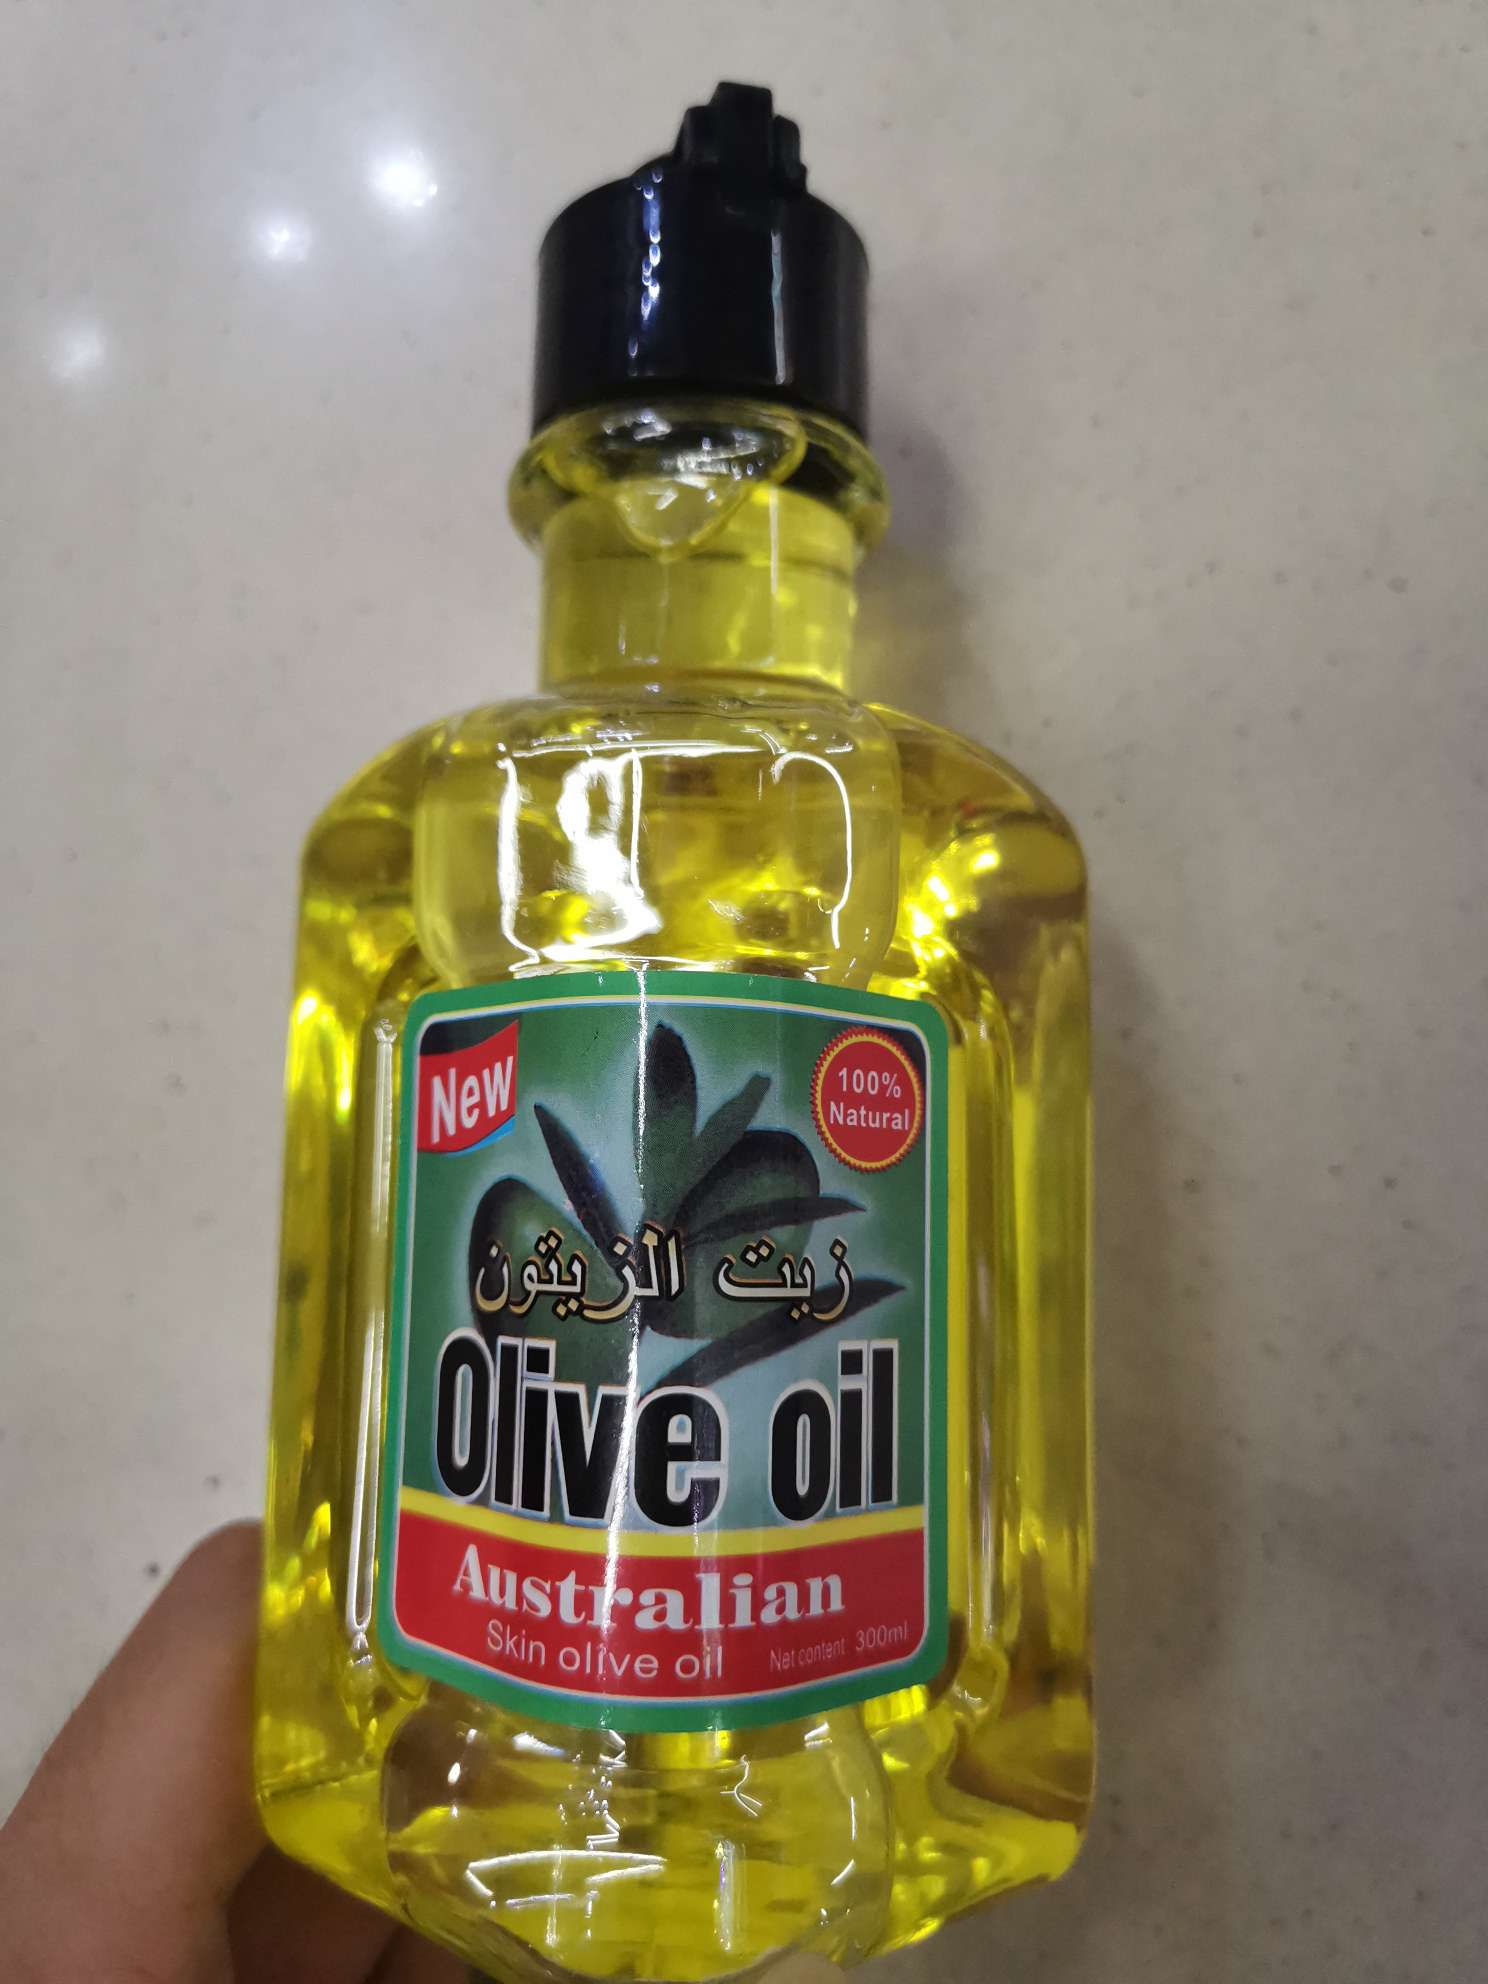 New
100%
Natural
زيت الزيتون
Olive oil
Australian
Skin olive oil
Net content 300ml